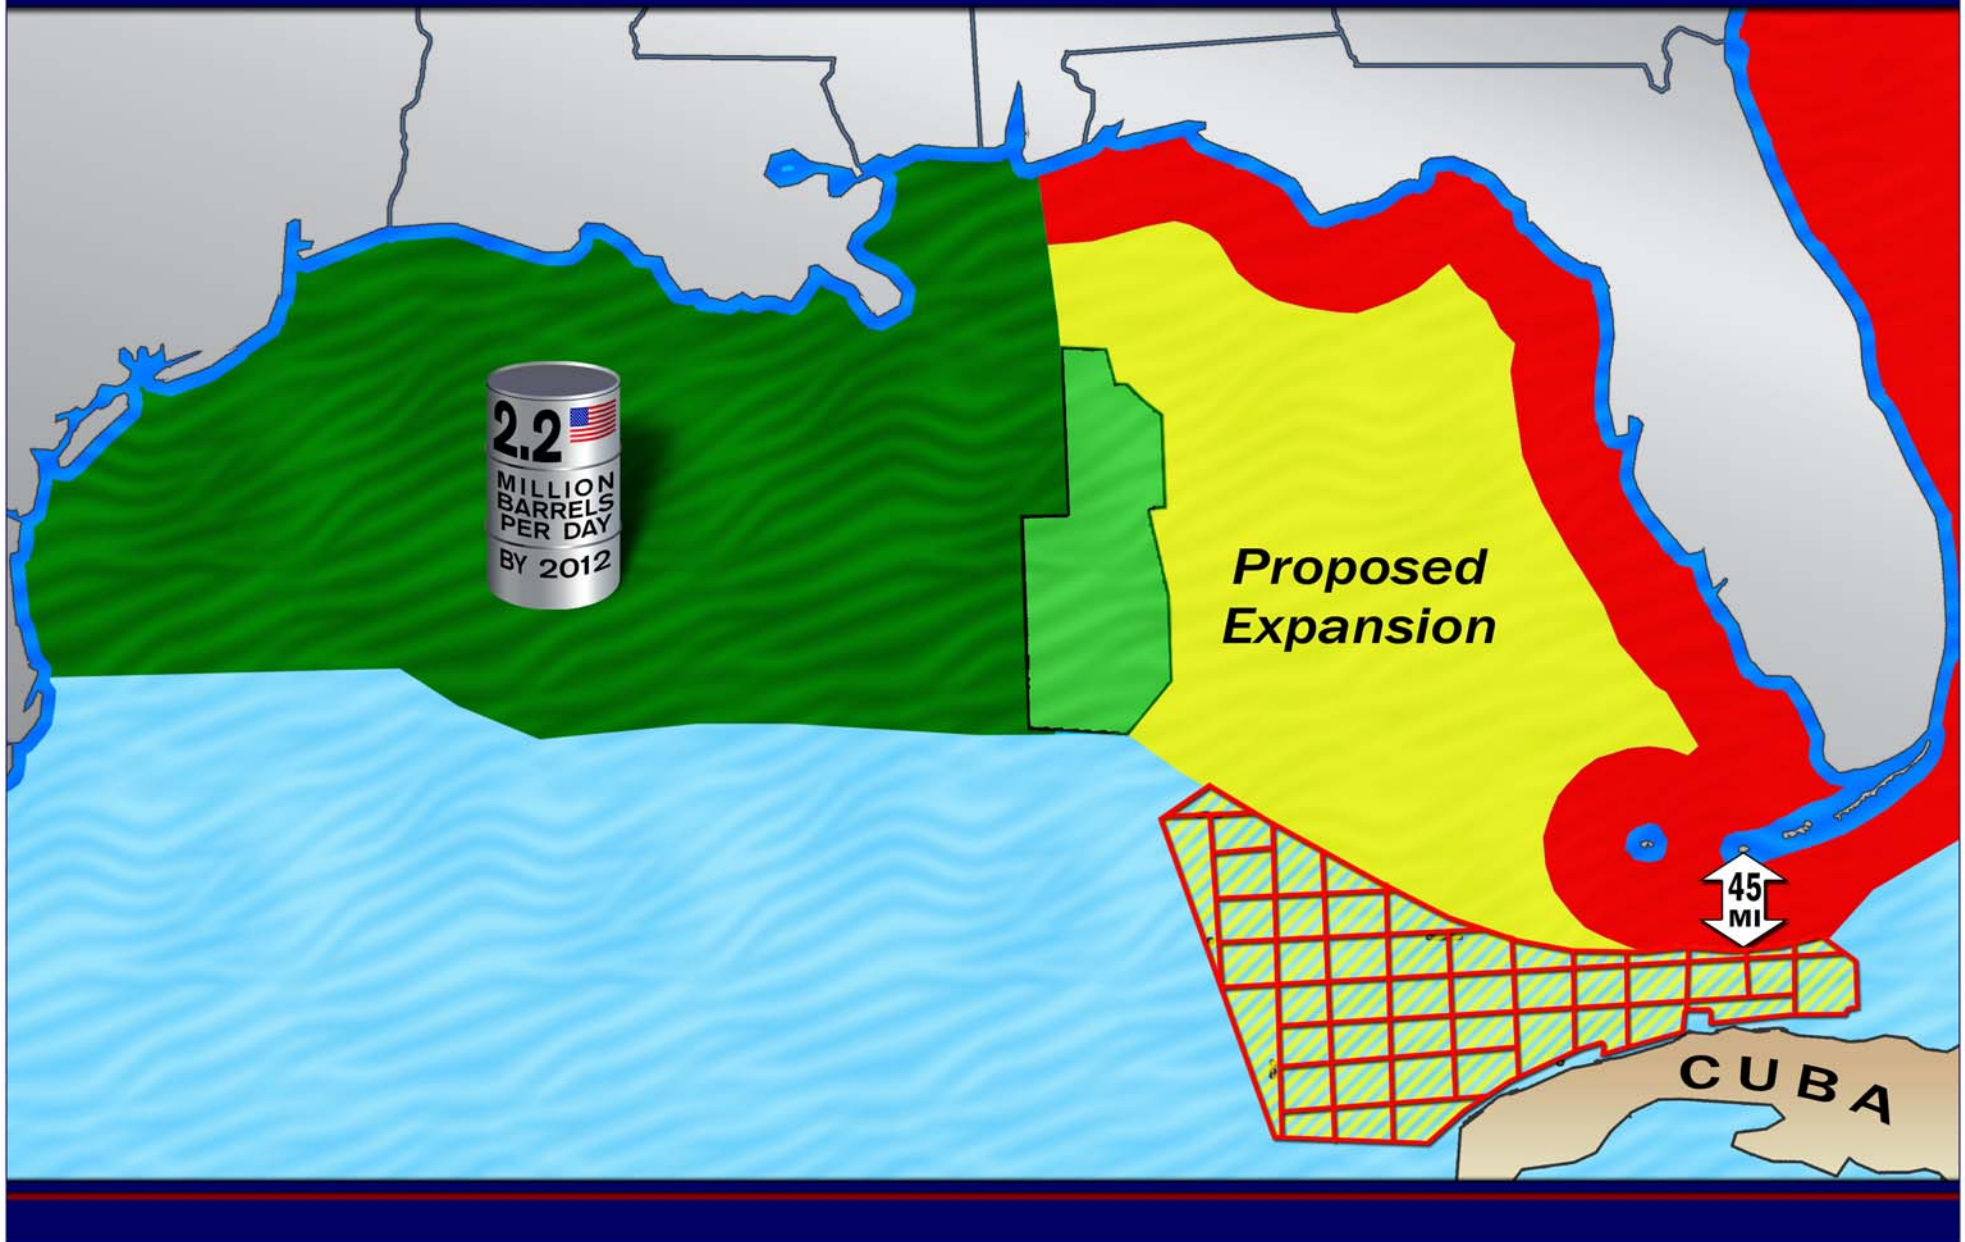 2.2
MILLION
BARRELS
PER DAY
BY 2012
Proposed
Expansion
45
MI
CUBA